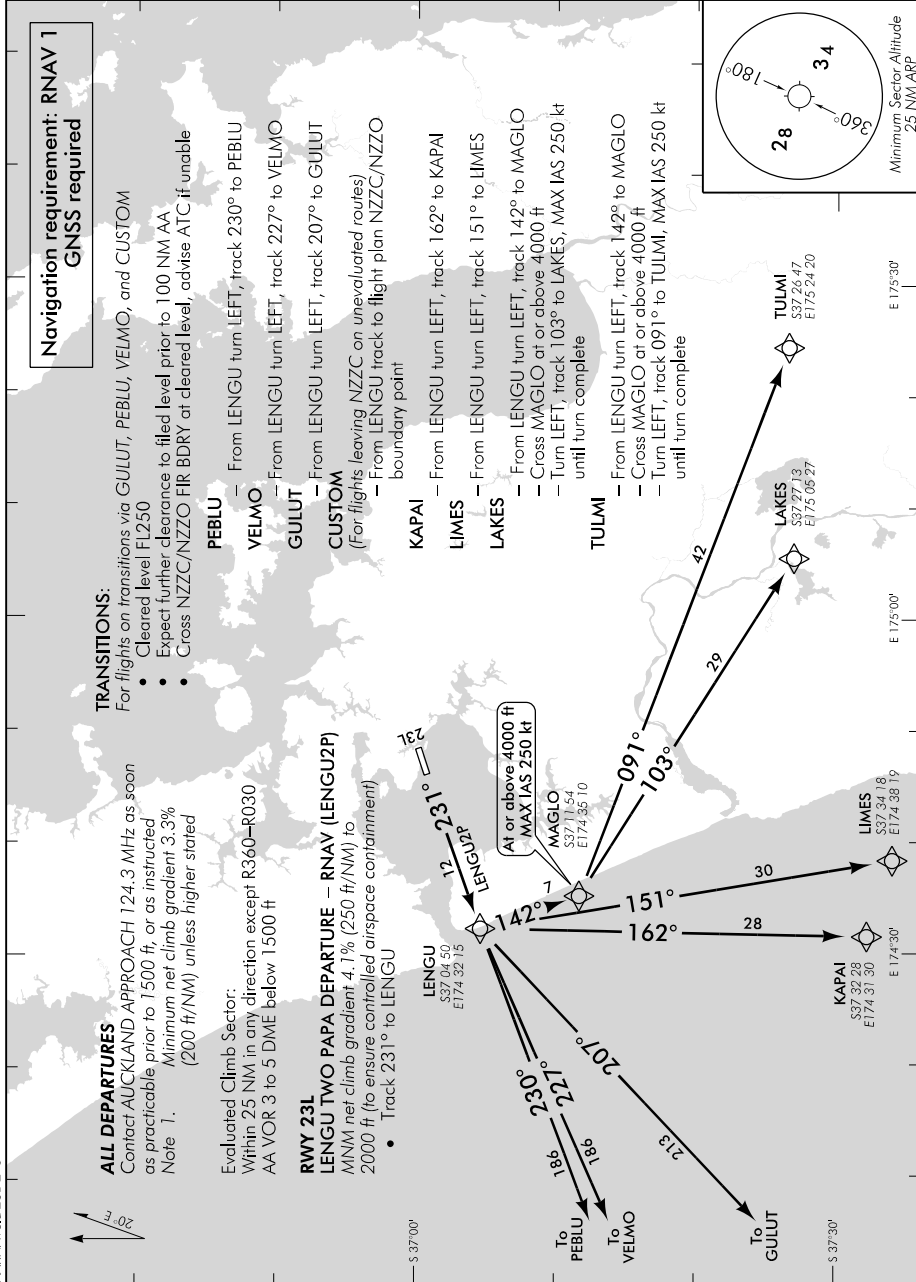 Navigation requirement: RNAV 1
GNSS required
ALL DEPARTURES
Contact AUCKLAND APPROACH 124.3 MHz as soon
as practicable prior to 1500 ft, or as instructed
Note 1. Minimum net climb gradient 3.3%
(200 ft/NM) unless higher stated
Evaluated Climb Sector:
Within 25 NM in any direction except R360–R030
AA VOR 3 to 5 DME below 1500 ft
RWY 23L
LENGU TWO PAPA DEPARTURE – RNAV (LENGU2P)
MNM net climb gradient 4.1% (250 ft/NM) to
2000 ft (to ensure controlled airspace containment)
• Track 231° to LENGU
TRANSITIONS:
For flights on transitions via GULUT, PEBLU, VELMO, and CUSTOM
• Cleared level FL250
• Expect further clearance to filed level prior to 100 NM AA
• Cross NZZC/NZZO FIR BDRY at cleared level, advise ATC if unable
PEBLU
– From LENGU turn LEFT, track 230° to PEBLU
VELMO
– From LENGU turn LEFT, track 227° to VELMO
GULUT
– From LENGU turn LEFT, track 207° to GULUT
CUSTOM
(For flights leaving NZZC on unevaluated routes)
– From LENGU track to flight plan NZZC/NZZO
boundary point
KAPAI
– From LENGU turn LEFT, track 162° to KAPAI
LIMES
– From LENGU turn LEFT, track 151° to LIMES
LAKES
– From LENGU turn LEFT, track 142° to MAGLO
– Cross MAGLO at or above 4000 ft
– Turn LEFT, track 103° to LAKES, MAX IAS 250 kt
until turn complete
TULMI
– From LENGU turn LEFT, track 142° to MAGLO
– Cross MAGLO at or above 4000 ft
– Turn LEFT, track 091° to TULMI, MAX IAS 250 kt
until turn complete
20° E
S 37°00'
S 37°30'
E 174°30'
E 175°00'
E 175°30'
23L
231°
12
LENGU2P
LENGU
S37 04 50
E174 32 15
At or above 4000 ft
MAX IAS 250 kt
MAGLO
S37 11 54
E174 35 10
142°
7
091°
42
103°
29
151°
30
162°
28
207°
213
227°
186
230°
186
To
PEBLU
To
VELMO
To
GULUT
KAPAI
S37 32 28
E174 31 30
LIMES
S37 34 18
E174 38 19
LAKES
S37 27 13
E175 05 27
TULMI
S37 26 47
E175 24 20
180°
360°
28
34
Minimum Sector Altitude
25 NM ARP